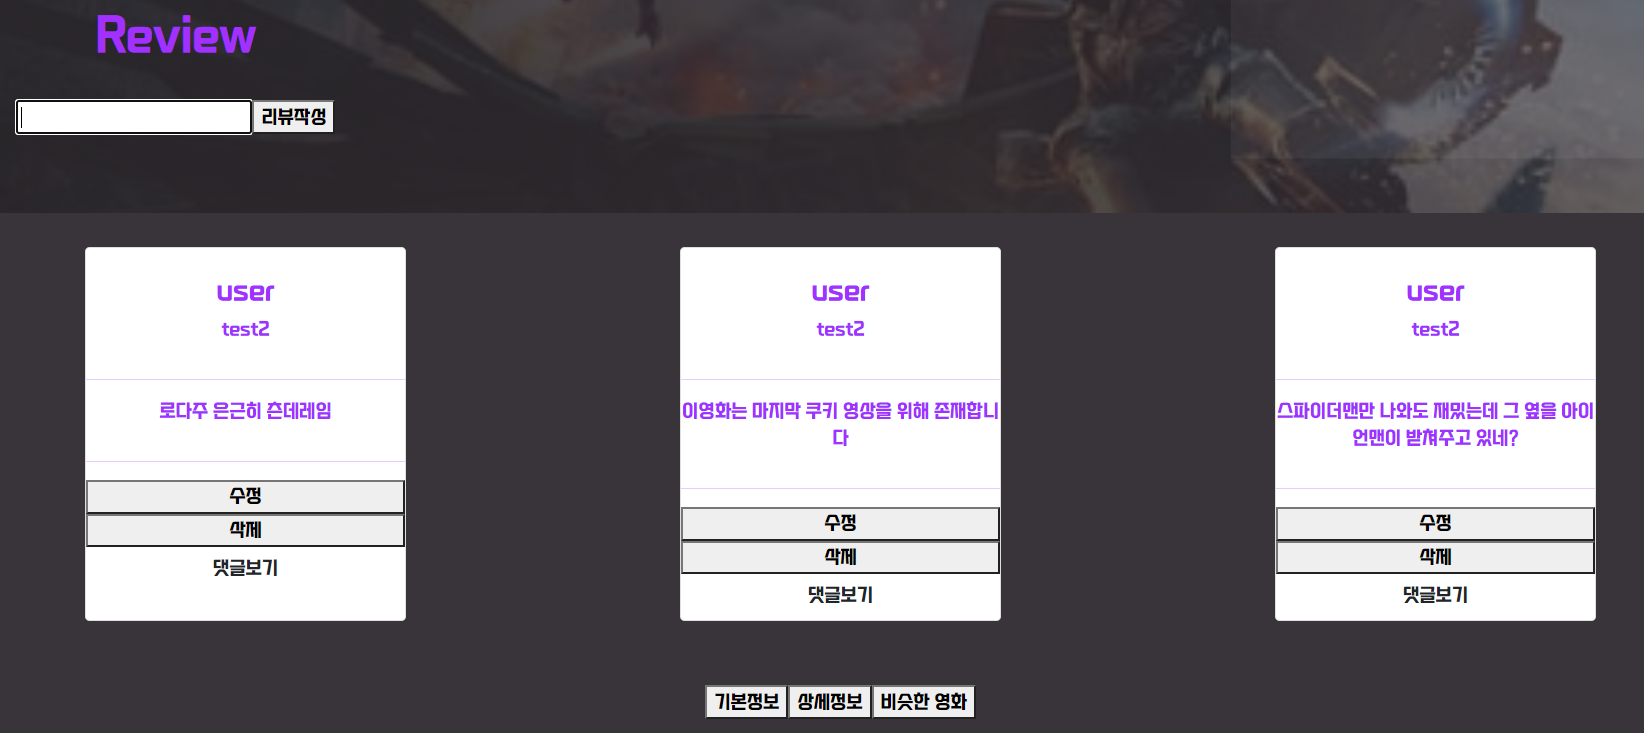 Review
리뷰작성
user
test2
로다주 은근히 츤데레임
수정
삭제
댓글보기
user
test2
이영화는 마지막 쿠키 영상을 위해 존재합니
다
수정
삭제
댓글보기
user
test2
스파이더맨만 나와도 재밌는데 그 옆을 아이
언맨이 받쳐주고 있네?
수정
삭제
댓글보기
기본정보 상세정보 비슷한 영화